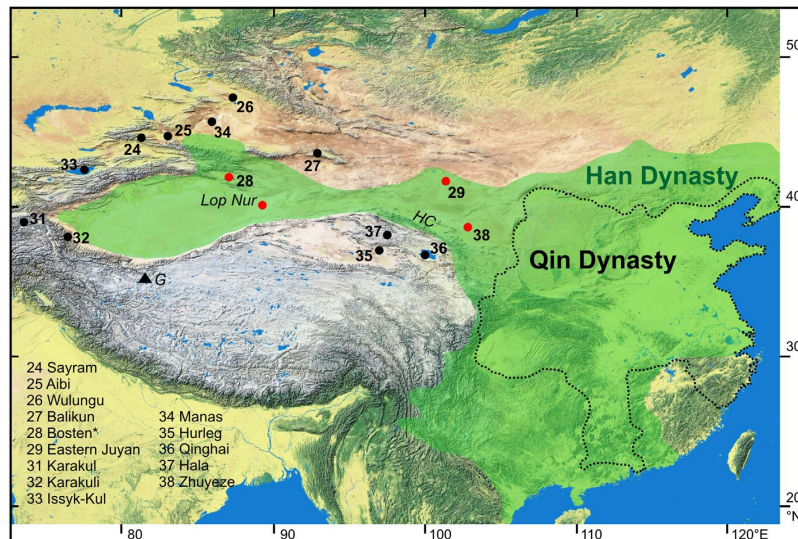 50
26
25
34
24
27
33
28
Han Dynasty
29
Lop Nur
40
HC
31
37
38
32
36
Qin Dynasty
35
G
30
24 Sayram
25 Aibi
26 Wulungu
27 Balikun
34 Manas
28 Bosten*
35 Hurleg
29 Eastern Juyan
36 Qinghai
31 Karakul
37 Hala
32 Karakuli
38 Zhuyeze
33 Issyk-Kul
20
°N
80
90
100
110
120°E